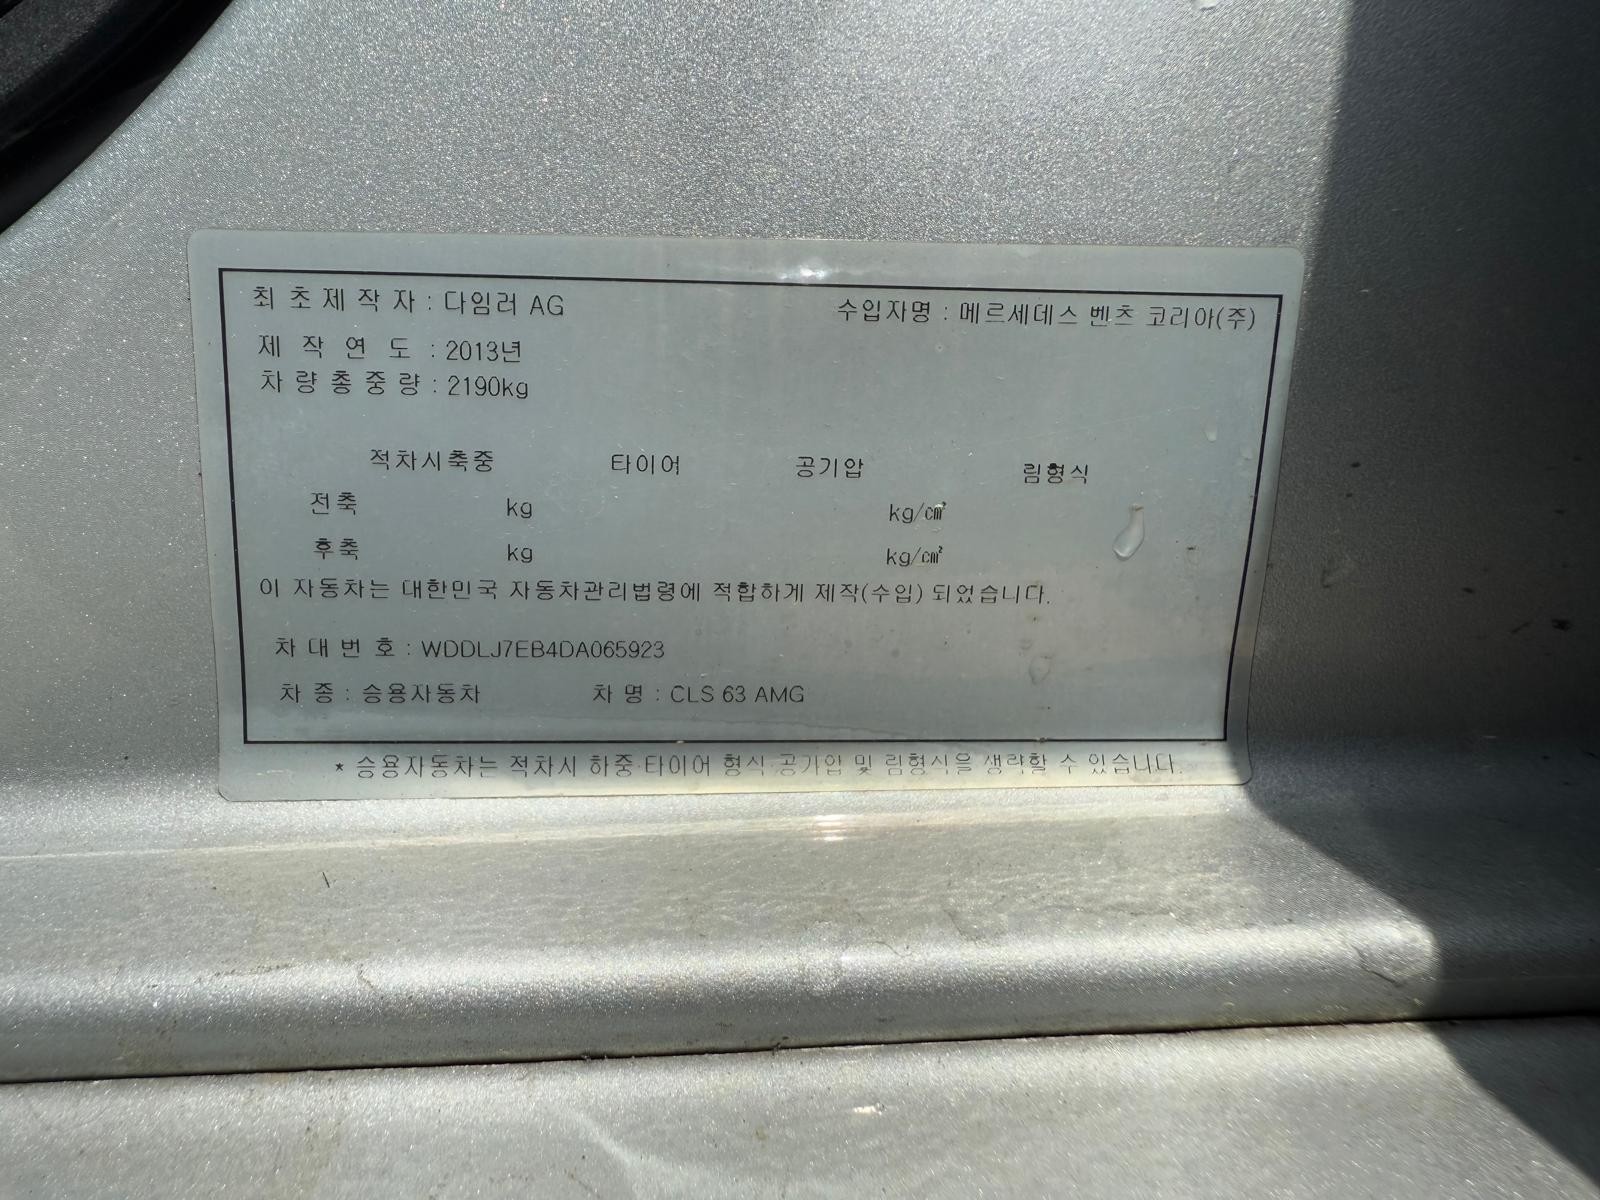 최초제작자 : 다임러 AG 수입자명 : 메르세데스 벤츠 코리아(주)
제작연도 : 2013년
차량총중량 : 2190kg
적차시축중 타이어 공기압 림형식
전축 kg kg/㎠
후축 kg kg/㎠
이 자동차는 대한민국 자동차관리법령에 적합하게 제작(수입) 되었습니다.
차대번호 : WDDLJ7EB4DA065923
차종 : 승용자동차 차명 : CLS 63 AMG
* 승용자동차는 적차시 하중·타이어 형식·공기압 및 림형식을 생략할 수 있습니다.